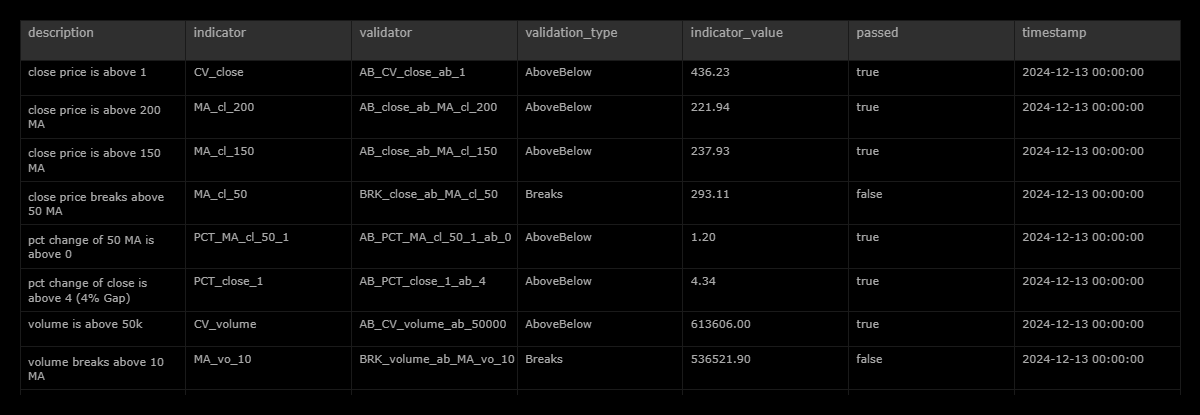 description indicator validator validation_type indicator_value passed timestamp
close price is above 1 CV_close AB_CV_close_ab_1 AboveBelow 436.23 true 2024-12-13 00:00:00
close price is above 200 MA_cl_200 AB_close_ab_MA_cl_200 AboveBelow 221.94 true 2024-12-13 00:00:00
MA
close price is above 150 MA_cl_150 AB_close_ab_MA_cl_150 AboveBelow 237.93 true 2024-12-13 00:00:00
MA
close price breaks above MA_cl_50 BRK_close_ab_MA_cl_50 Breaks 293.11 false 2024-12-13 00:00:00
50 MA
pct change of 50 MA is PCT_MA_cl_50_1 AB_PCT_MA_cl_50_1_ab_0 AboveBelow 1.20 true 2024-12-13 00:00:00
above 0
pct change of close is PCT_close_1 AB_PCT_close_1_ab_4 AboveBelow 4.34 true 2024-12-13 00:00:00
above 4 (4% Gap)
volume is above 50k CV_volume AB_CV_volume_ab_50000 AboveBelow 613606.00 true 2024-12-13 00:00:00
volume breaks above 10 MA_vo_10 BRK_volume_ab_MA_vo_10 Breaks 536521.90 false 2024-12-13 00:00:00
MA